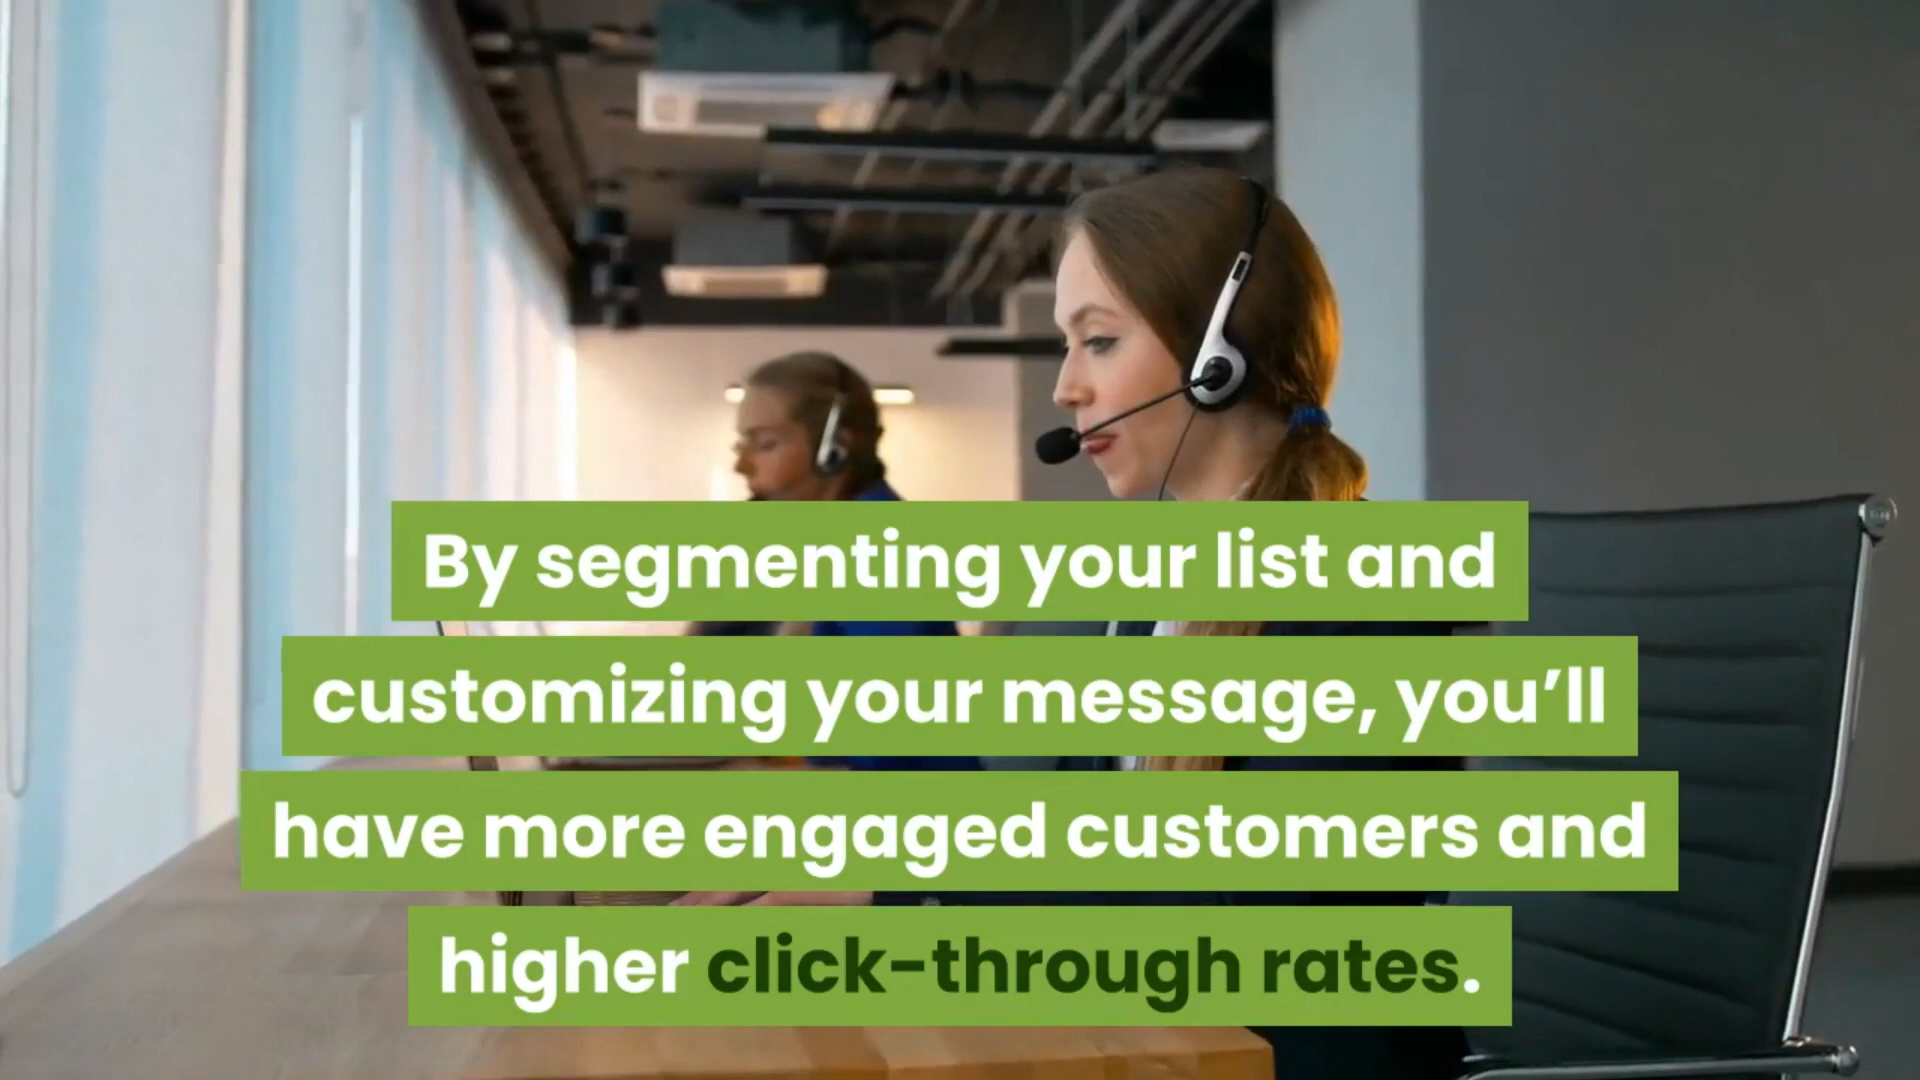 By segmenting your list and
customizing your message, you’ll
have more engaged customers and
higher click-through rates.